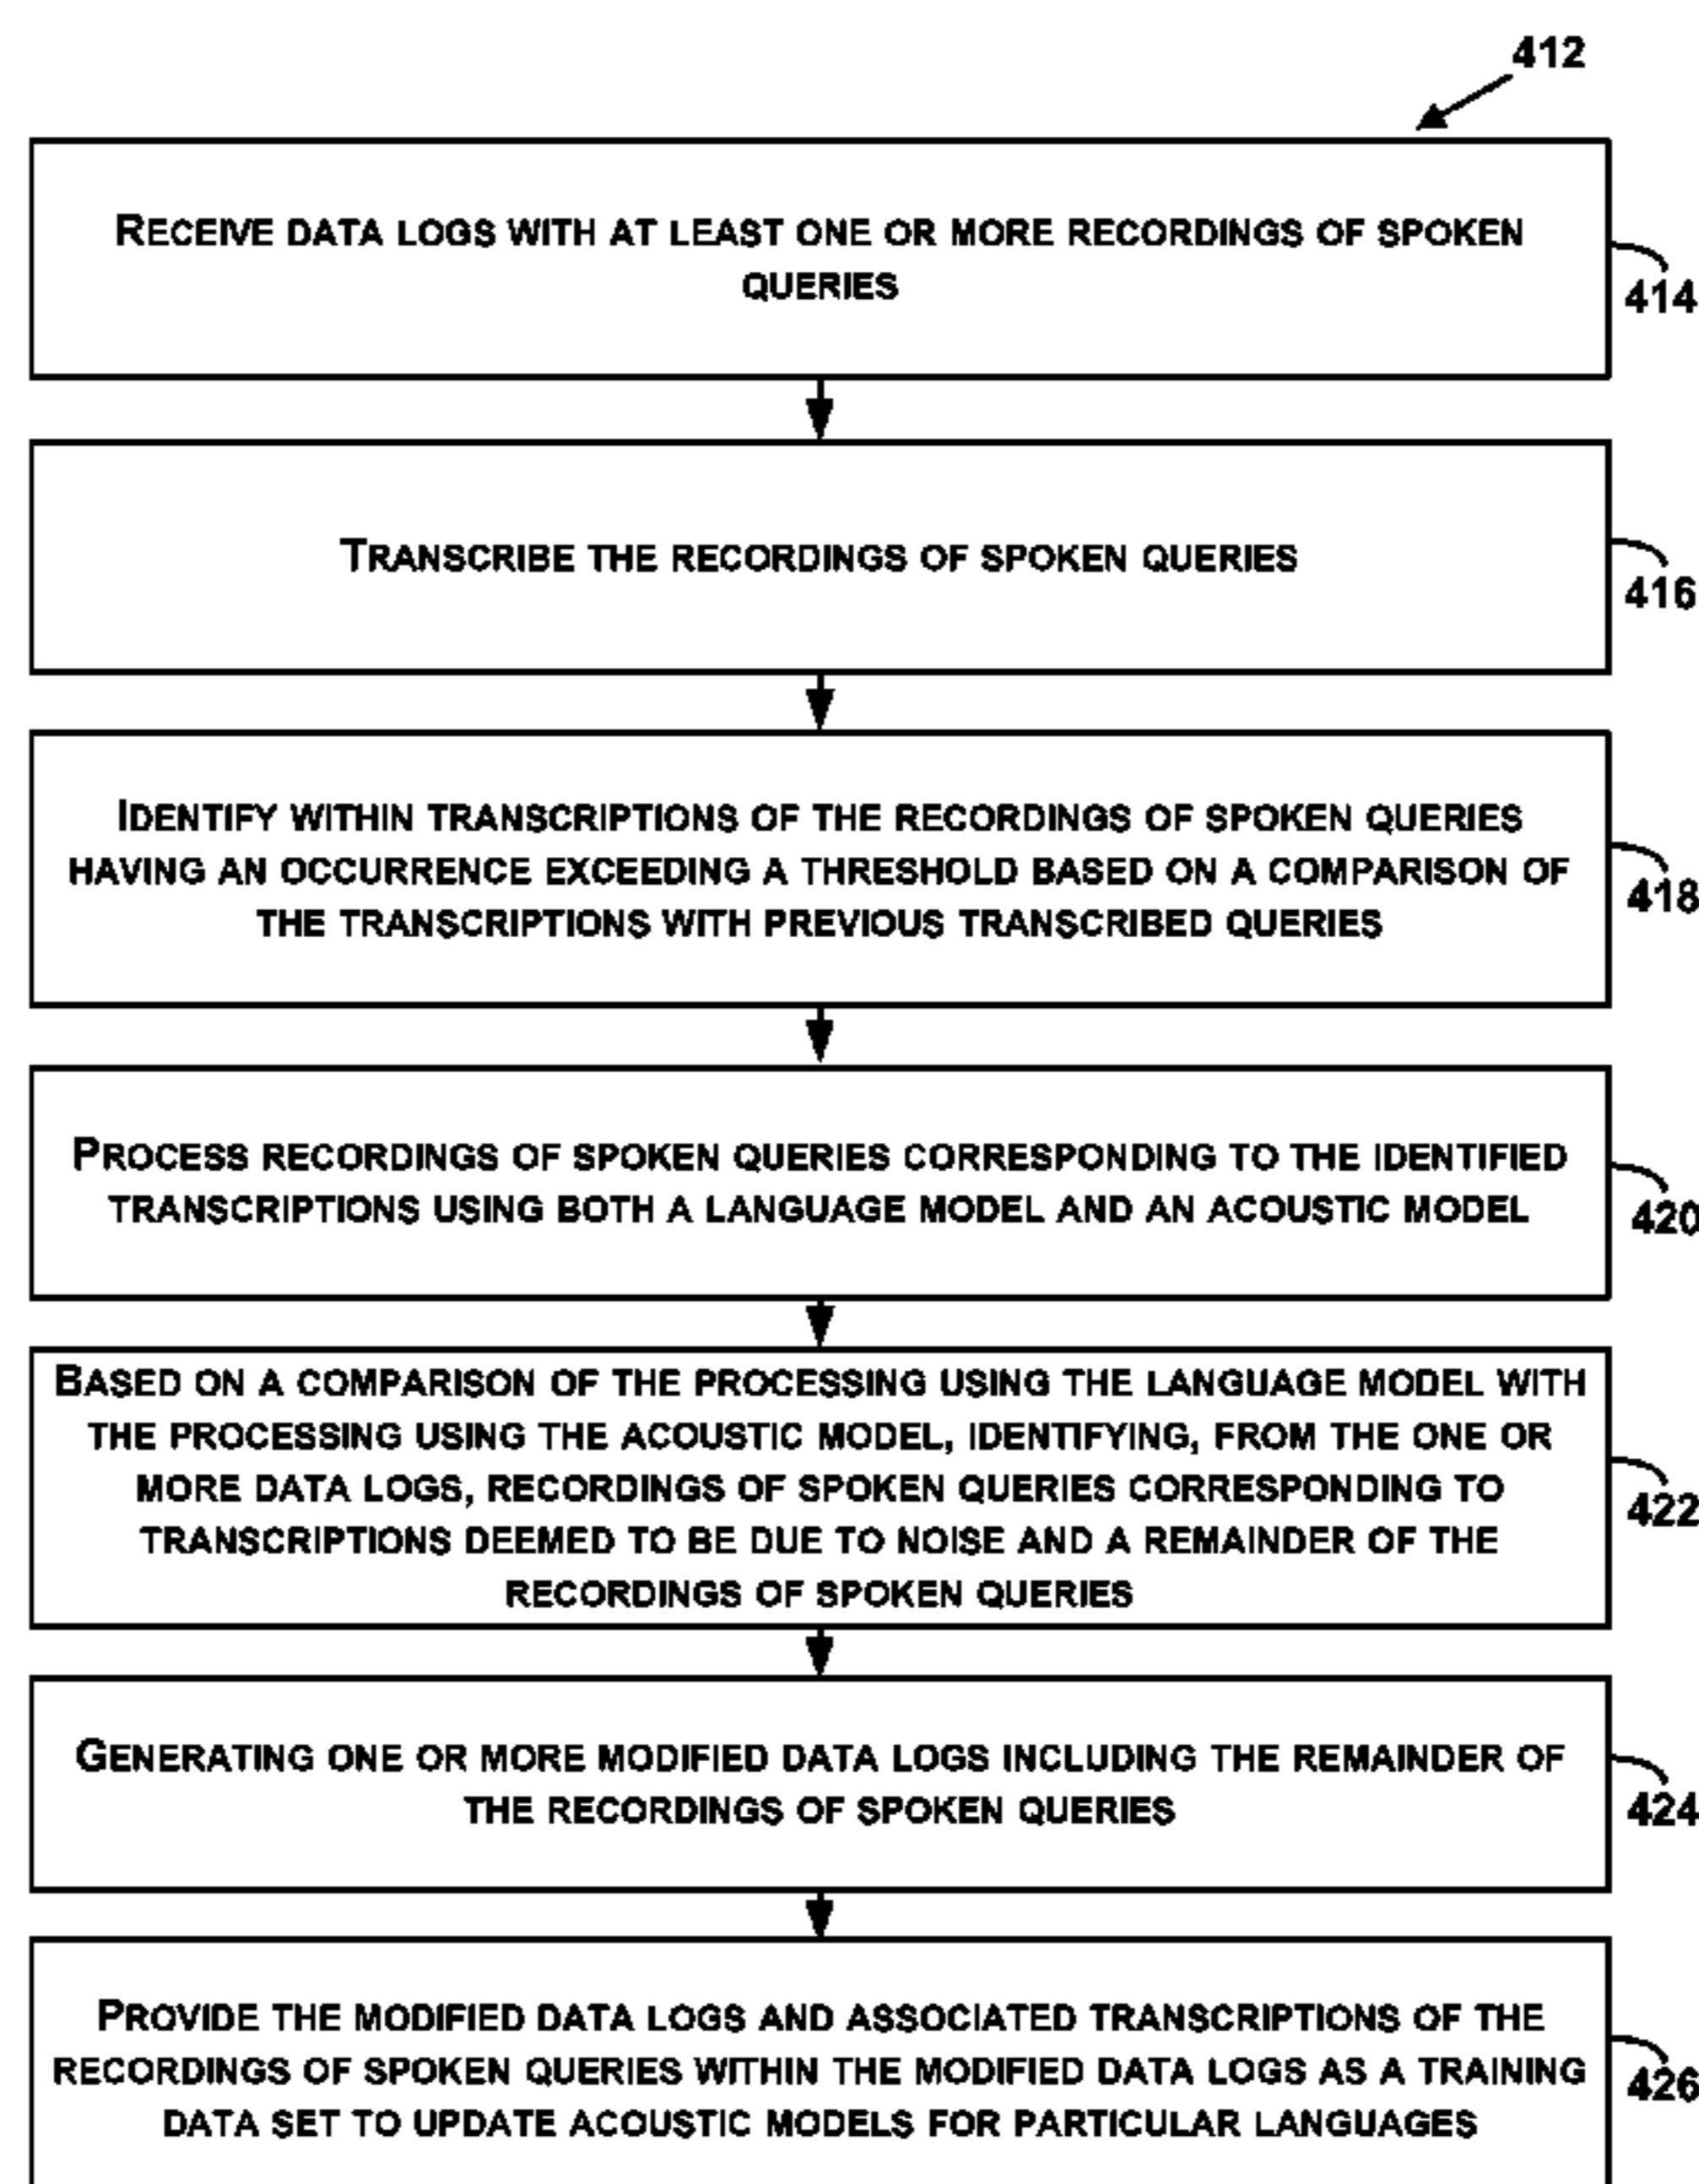 412
RECEIVE DATA LOGS WITH AT LEAST ONE OR MORE RECORDINGS OF SPOKEN
QUERIES
414
TRANSCRIBE THE RECORDINGS OF SPOKEN QUERIES
416
IDENTIFY WITHIN TRANSCRIPTIONS OF THE RECORDINGS OF SPOKEN QUERIES
HAVING AN OCCURRENCE EXCEEDING A THRESHOLD BASED ON A COMPARISON OF
THE TRANSCRIPTIONS WITH PREVIOUS TRANSCRIBED QUERIES
418
PROCESS RECORDINGS OF SPOKEN QUERIES CORRESPONDING TO THE IDENTIFIED
TRANSCRIPTIONS USING BOTH A LANGUAGE MODEL AND AN ACOUSTIC MODEL
420
BASED ON A COMPARISON OF THE PROCESSING USING THE LANGUAGE MODEL WITH
THE PROCESSING USING THE ACOUSTIC MODEL, IDENTIFYING, FROM THE ONE OR
MORE DATA LOGS, RECORDINGS OF SPOKEN QUERIES CORRESPONDING TO
TRANSCRIPTIONS DEEMED TO BE DUE TO NOISE AND A REMAINDER OF THE
RECORDINGS OF SPOKEN QUERIES
422
GENERATING ONE OR MORE MODIFIED DATA LOGS INCLUDING THE REMAINDER OF
THE RECORDINGS OF SPOKEN QUERIES
424
PROVIDE THE MODIFIED DATA LOGS AND ASSOCIATED TRANSCRIPTIONS OF THE
RECORDINGS OF SPOKEN QUERIES WITHIN THE MODIFIED DATA LOGS AS A TRAINING
DATA SET TO UPDATE ACOUSTIC MODELS FOR PARTICULAR LANGUAGES
426